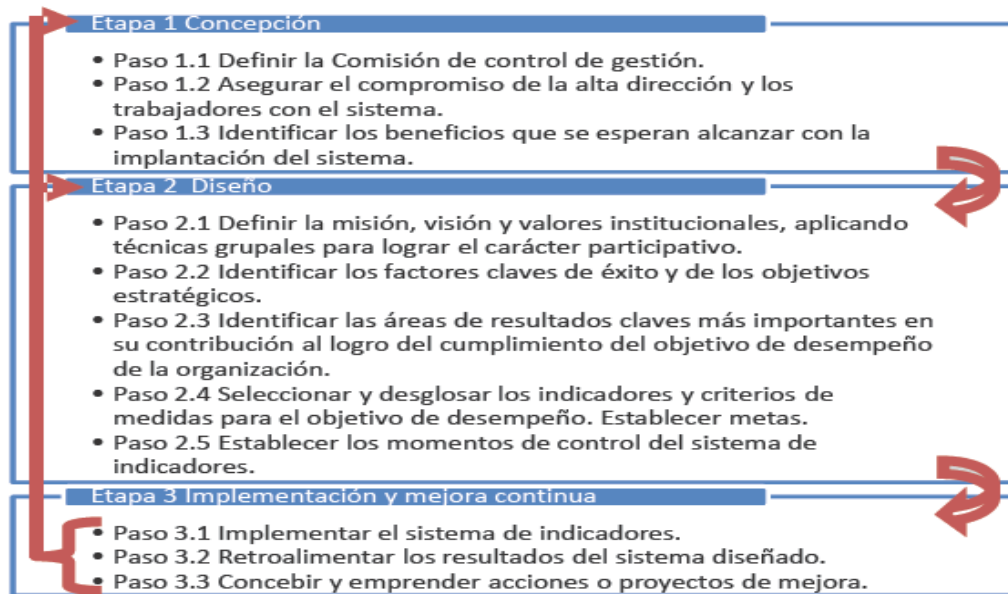 Etapa 1 Concepción
• Paso 1.1 Definir la Comisión de control de gestión.
• Paso 1.2 Asegurar el compromiso de la alta dirección y los
trabajadores con el sistema.
• Paso 1.3 Identificar los beneficios que se esperan alcanzar con la
implantación del sistema.
Etapa 2 Diseño
• Paso 2.1 Definir la misión, visión y valores institucionales, aplicando
técnicas grupales para lograr el carácter participativo.
• Paso 2.2 Identificar los factores claves de éxito y de los objetivos
estratégicos.
• Paso 2.3 Identificar las áreas de resultados claves más importantes en
su contribución al logro del cumplimiento del objetivo de desempeño
de la organización.
• Paso 2.4 Seleccionar y desglosar los indicadores y criterios de
medidas para el objetivo de desempeño. Establecer metas.
• Paso 2.5 Establecer los momentos de control del sistema de
indicadores.
Etapa 3 Implementación y mejora continua
• Paso 3.1 Implementar el sistema de indicadores.
• Paso 3.2 Retroalimentar los resultados del sistema diseñado.
• Paso 3.3 Concebir y emprender acciones o proyectos de mejora.